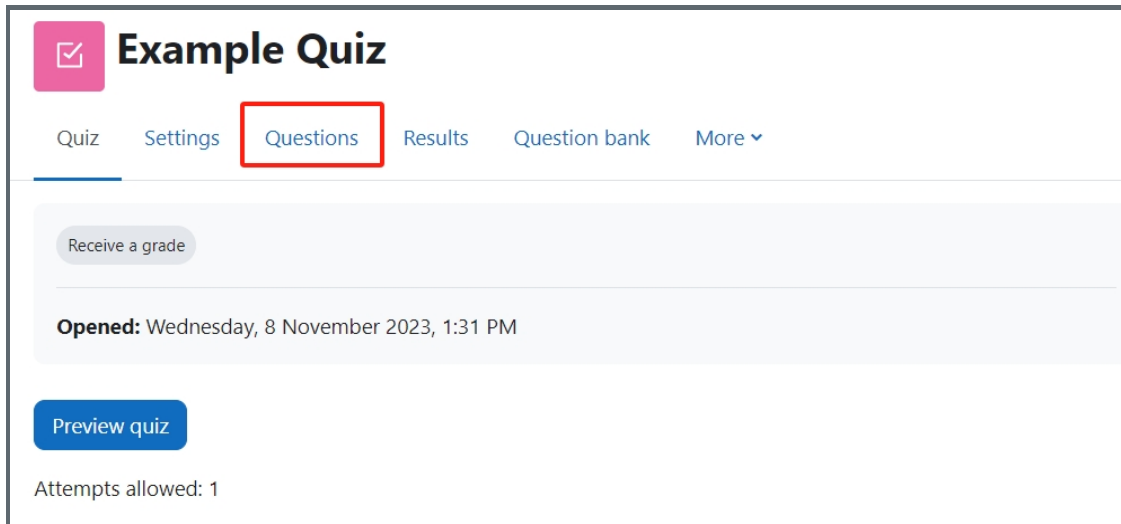 Example Quiz
Quiz Settings Questions Results Question bank More
Receive a grade
Opened: Wednesday, 8 November 2023, 1:31 PM
Preview quiz
Attempts allowed: 1